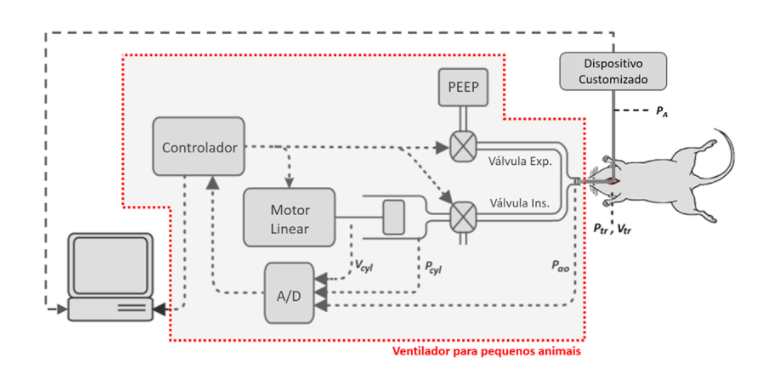 Dispositivo
Customizado
PEEP
P_A
Controlador
Válvula Exp.
Válvula Ins.
Motor
Linear
P_tr , V_tr
V_cyl
P_cyl
P_ao
A/D
Ventilador para pequenos animais